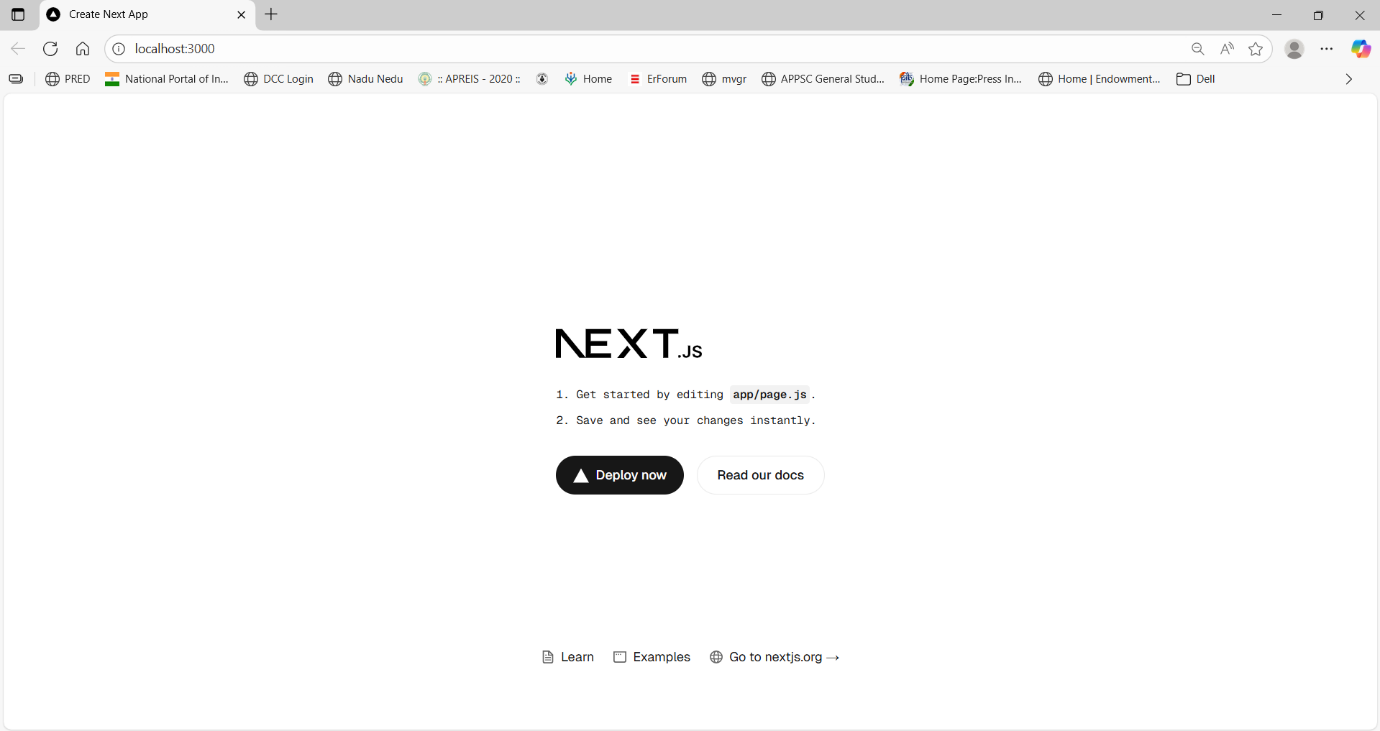 Create Next App
localhost:3000
PRED National Portal of In... DCC Login Nadu Nedu :: APREIS - 2020 :: Home ErForum mvgr APPSC General Stud... Home Page:Press In... Home | Endowment... Dell
NEXT.JS
1. Get started by editing app/page.js.
2. Save and see your changes instantly.
Deploy now Read our docs
Learn Examples Go to nextjs.org →